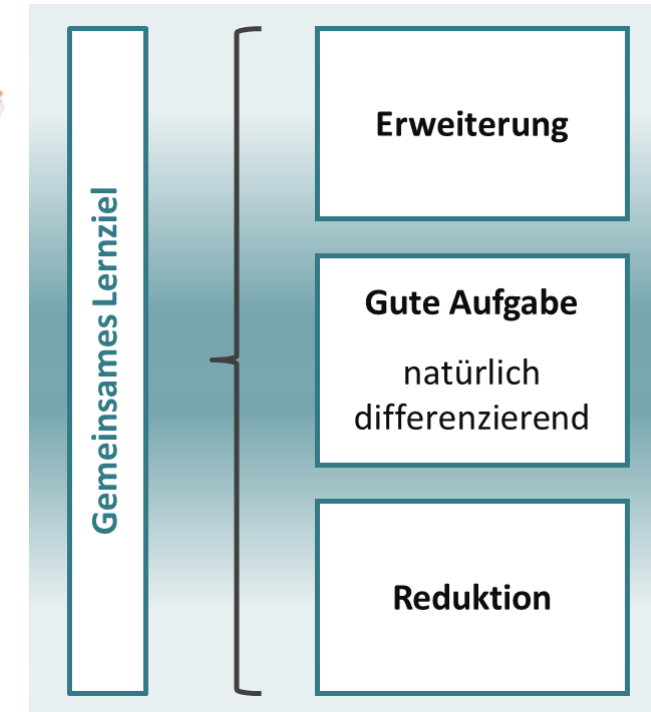 Gemeinsames Lernziel
Erweiterung
Gute Aufgabe
natürlich
differenzierend
Reduktion